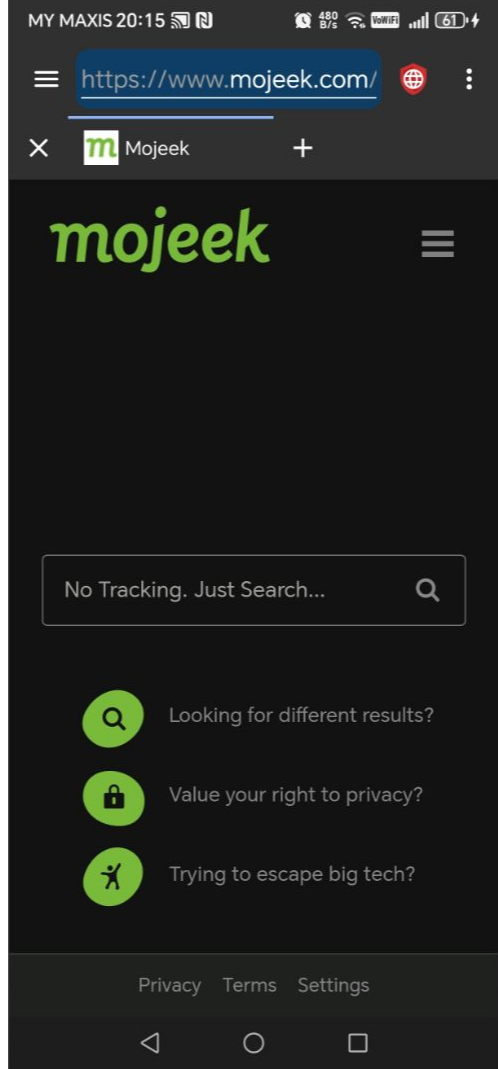 MY MAXIS 20:15 480 B/s VoWiFi 61
https://www.mojeek.com/
m Mojeek
mojeek
No Tracking. Just Search...
Looking for different results?
Value your right to privacy?
Trying to escape big tech?
Privacy Terms Settings